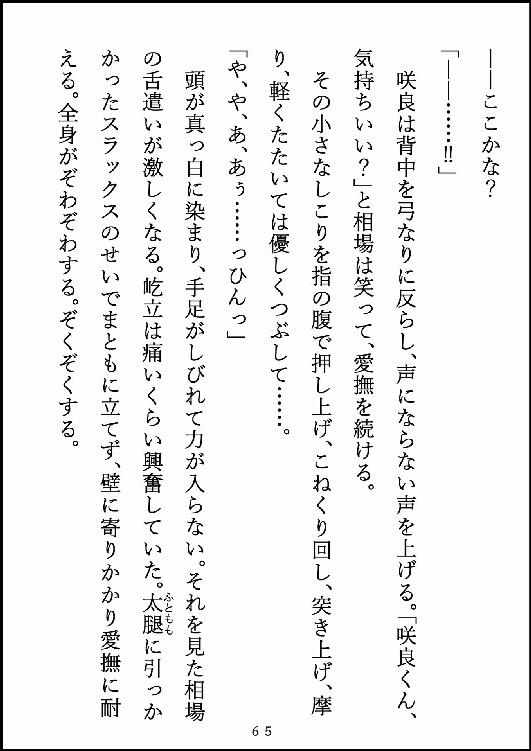 ――ここかな？
「――……‼」
　咲良は背中を弓なりに反らし、声にならない声を上げる。「咲良くん、
気持ちいい？」と相場は笑って、愛撫を続ける。
　その小さなしこりを指の腹で押し上げ、こねくり回し、突き上げ、摩
り、軽くたたいては優しくつぶして……。
「や、や、あ、あぅ……っひんっ」
　頭が真っ白に染まり、手足がしびれて力が入らない。それを見た相場
の舌遣いが激しくなる。屹立は痛いくらい興奮していた。太腿に引っか
ふともも
かったスラックスのせいでまともに立てず、壁に寄りかかり愛撫に耐
える。全身がぞわぞわする。ぞくぞくする。
65